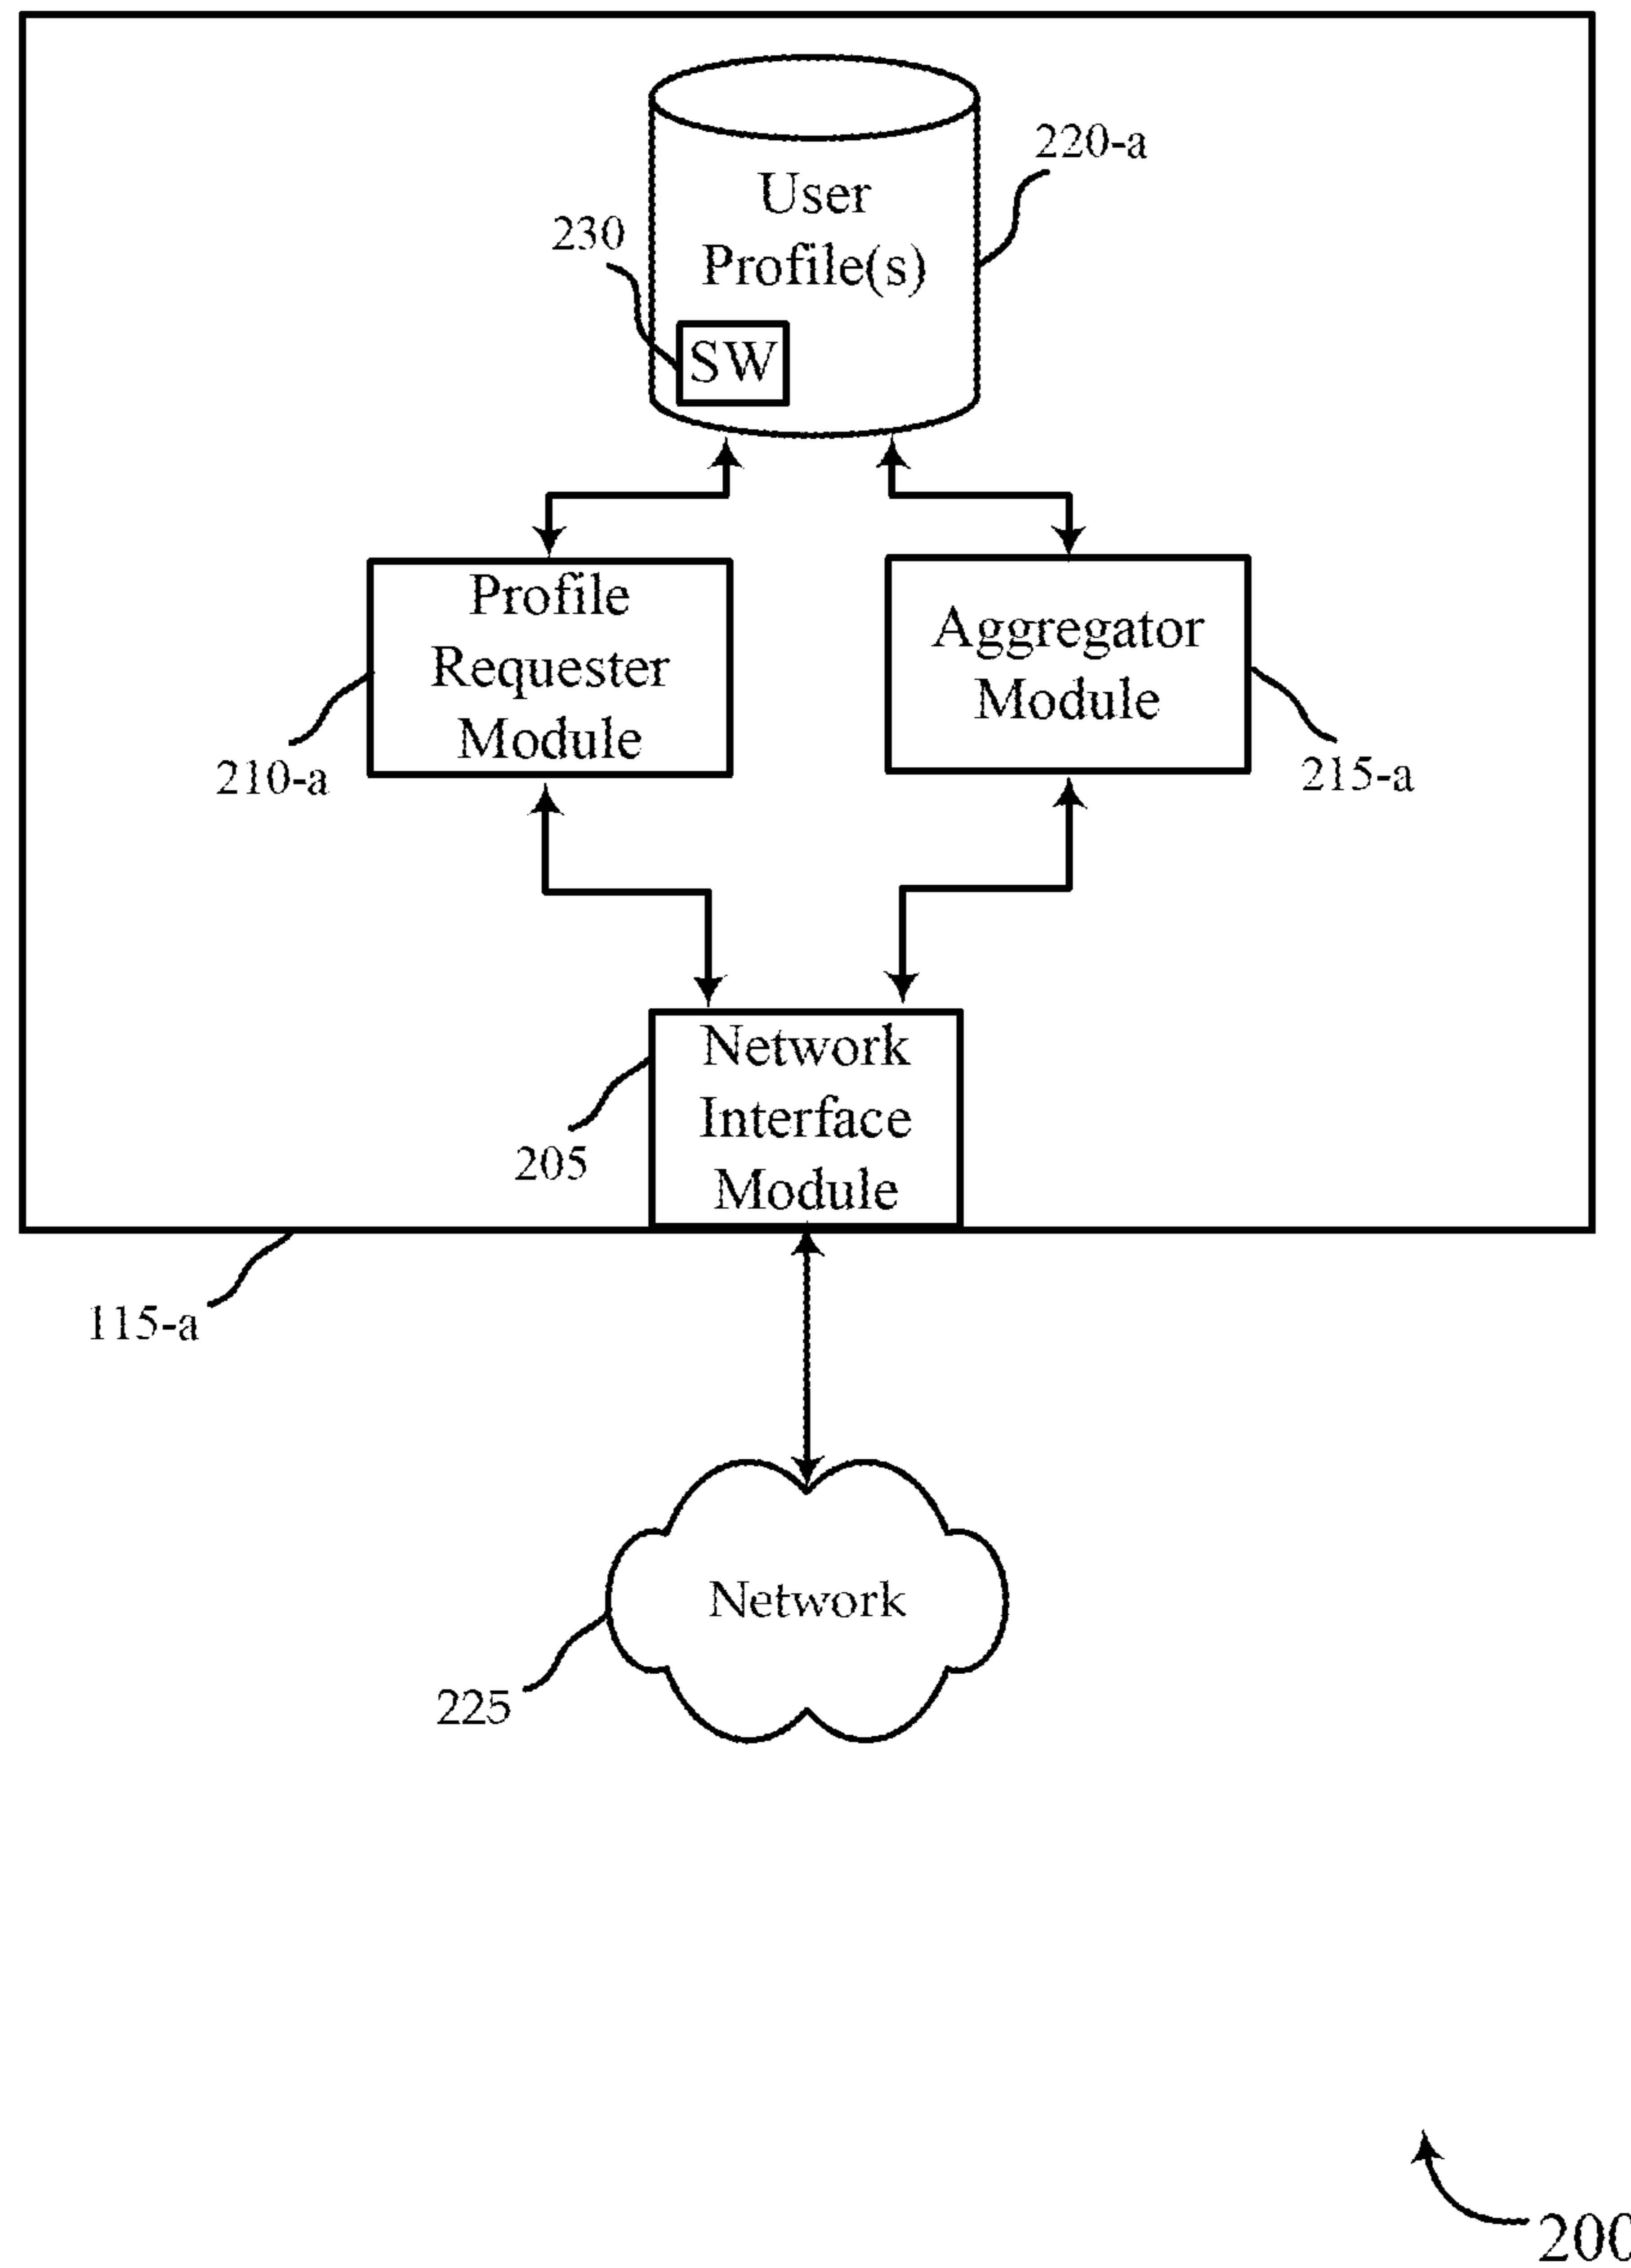 220-a
User
230
Profile(s)
SW
Profile
Requester
Module
Aggregator
Module
210-a
215-a
Network
Interface
Module
205
115-a
Network
225
200